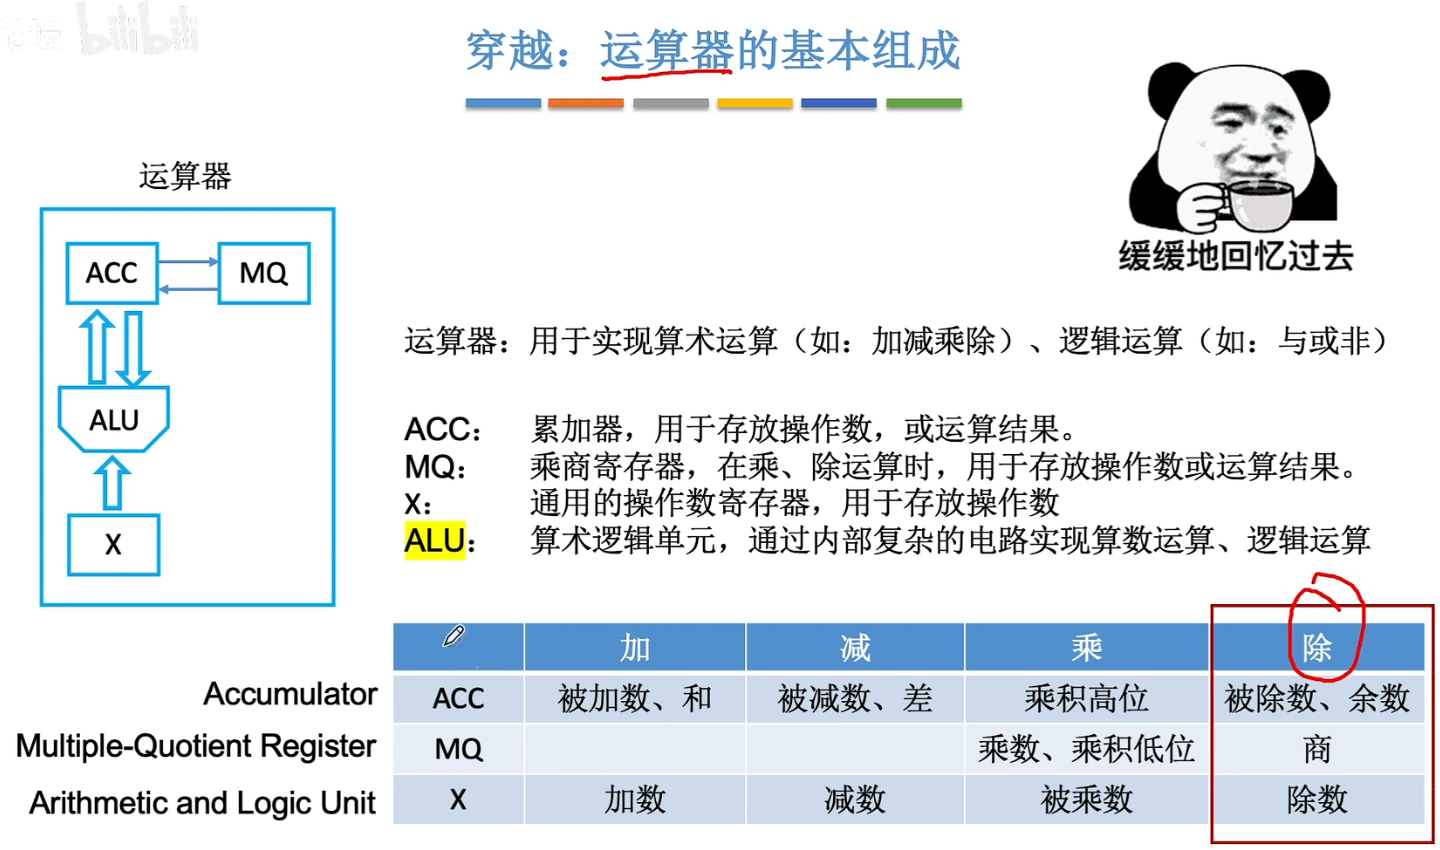 bilibili
穿越：运算器的基本组成
缓缓地回忆过去
运算器
ACC
MQ
ALU
X
运算器：用于实现算术运算（如：加减乘除）、逻辑运算（如：与或非）
ACC： 累加器，用于存放操作数，或运算结果。
MQ： 乘商寄存器，在乘、除运算时，用于存放操作数或运算结果。
X： 通用的操作数寄存器，用于存放操作数
ALU： 算术逻辑单元，通过内部复杂的电路实现算数运算、逻辑运算
加 减 乘 除
Accumulator ACC 被加数、和 被减数、差 乘积高位 被除数、余数
Multiple-Quotient Register MQ 乘数、乘积低位 商
Arithmetic and Logic Unit X 加数 减数 被乘数 除数